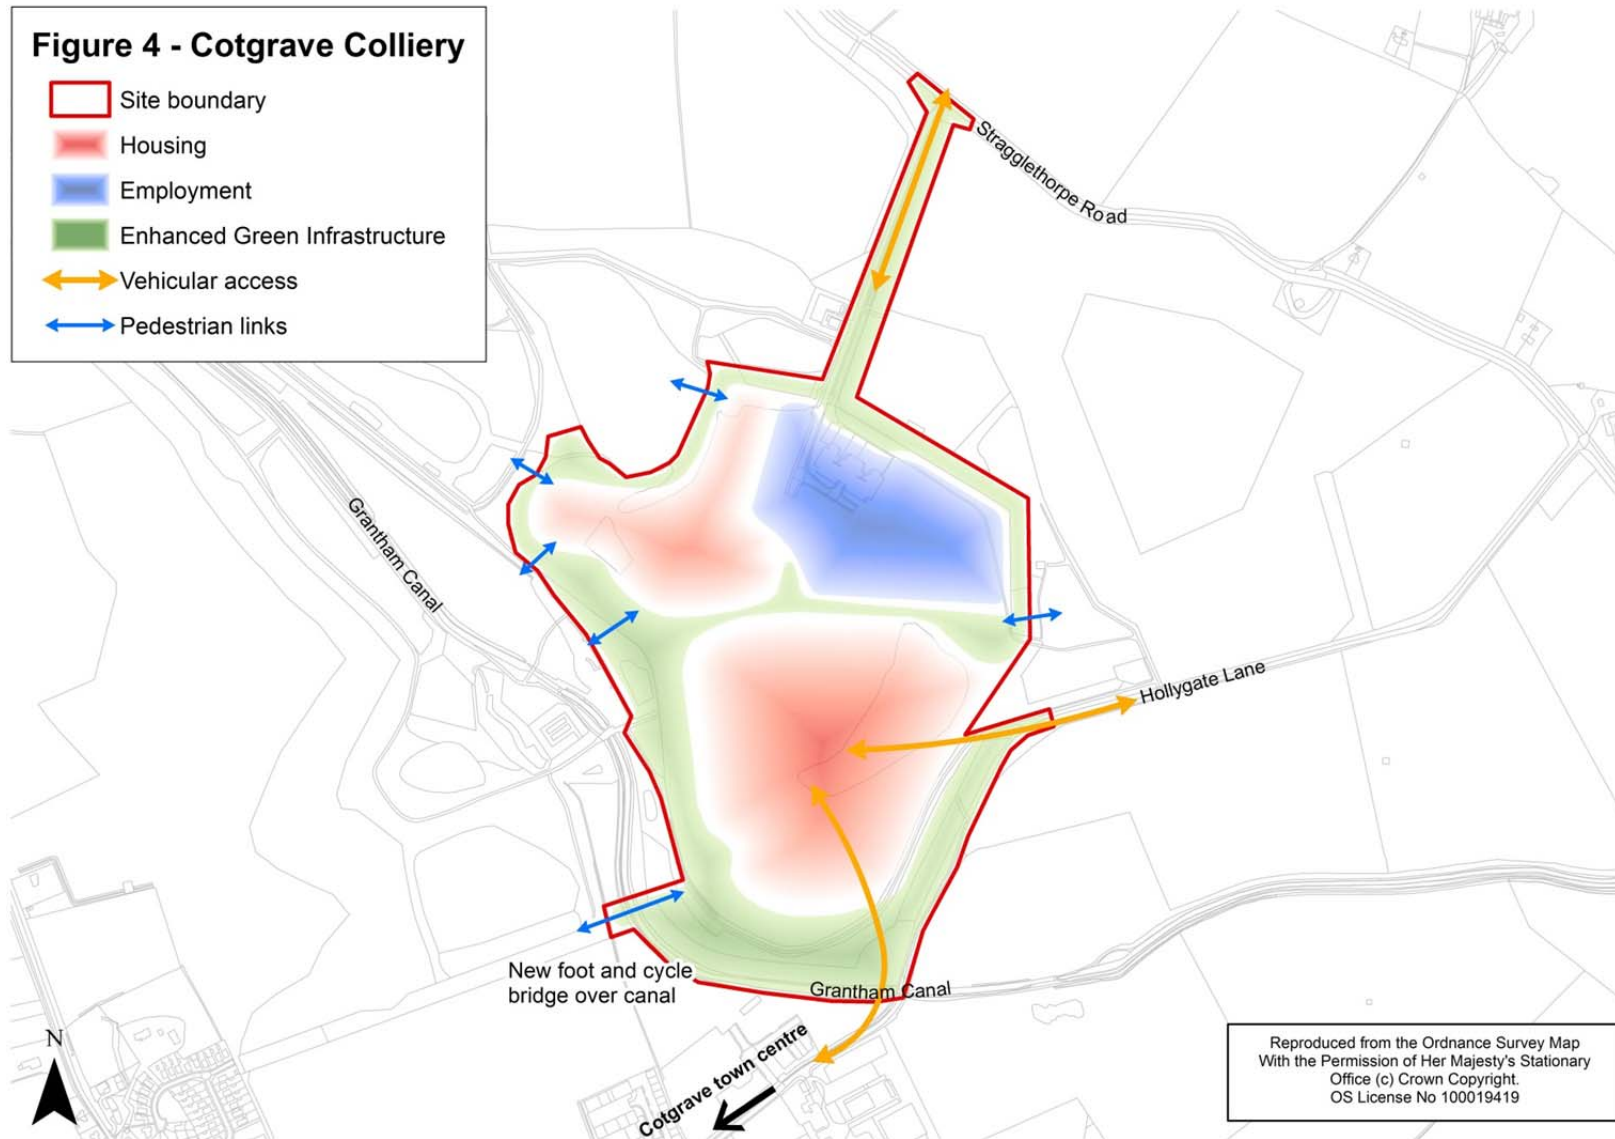 Figure 4 - Cotgrave Colliery
Site boundary
Housing
Employment
Enhanced Green Infrastructure
Vehicular access
Pedestrian links
Stragglethorpe Road
Grantham Canal
Hollygate Lane
New foot and cycle
bridge over canal
Grantham Canal
Cotgrave town centre
N
Reproduced from the Ordnance Survey Map
With the Permission of Her Majesty's Stationary
Office (c) Crown Copyright.
OS License No 100019419